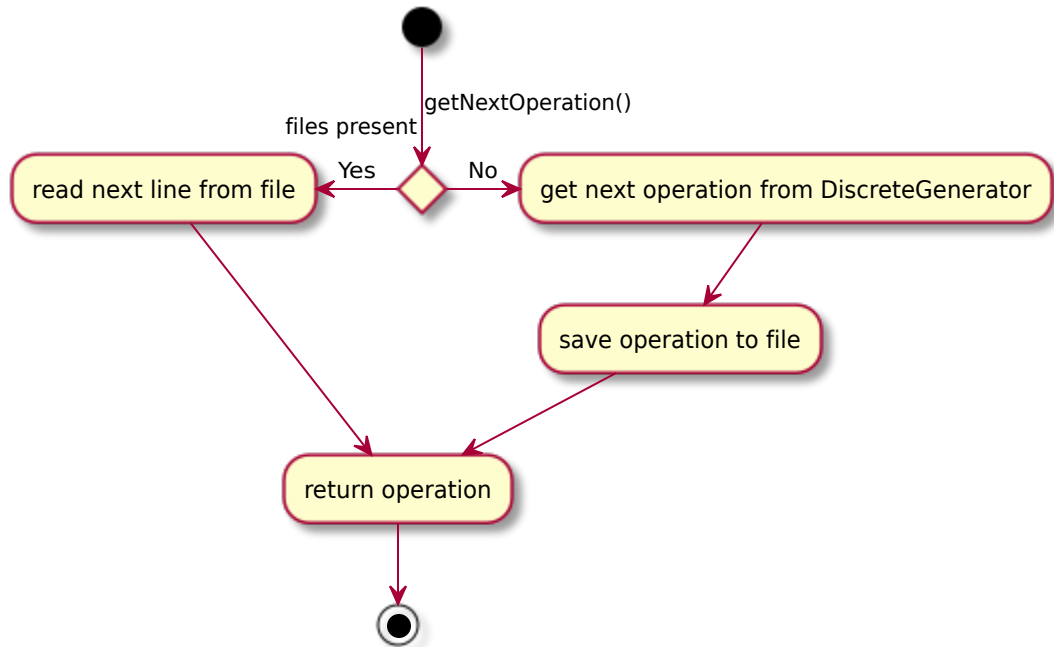 getNextOperation()
files present
Yes
No
read next line from file
get next operation from DiscreteGenerator
save operation to file
return operation